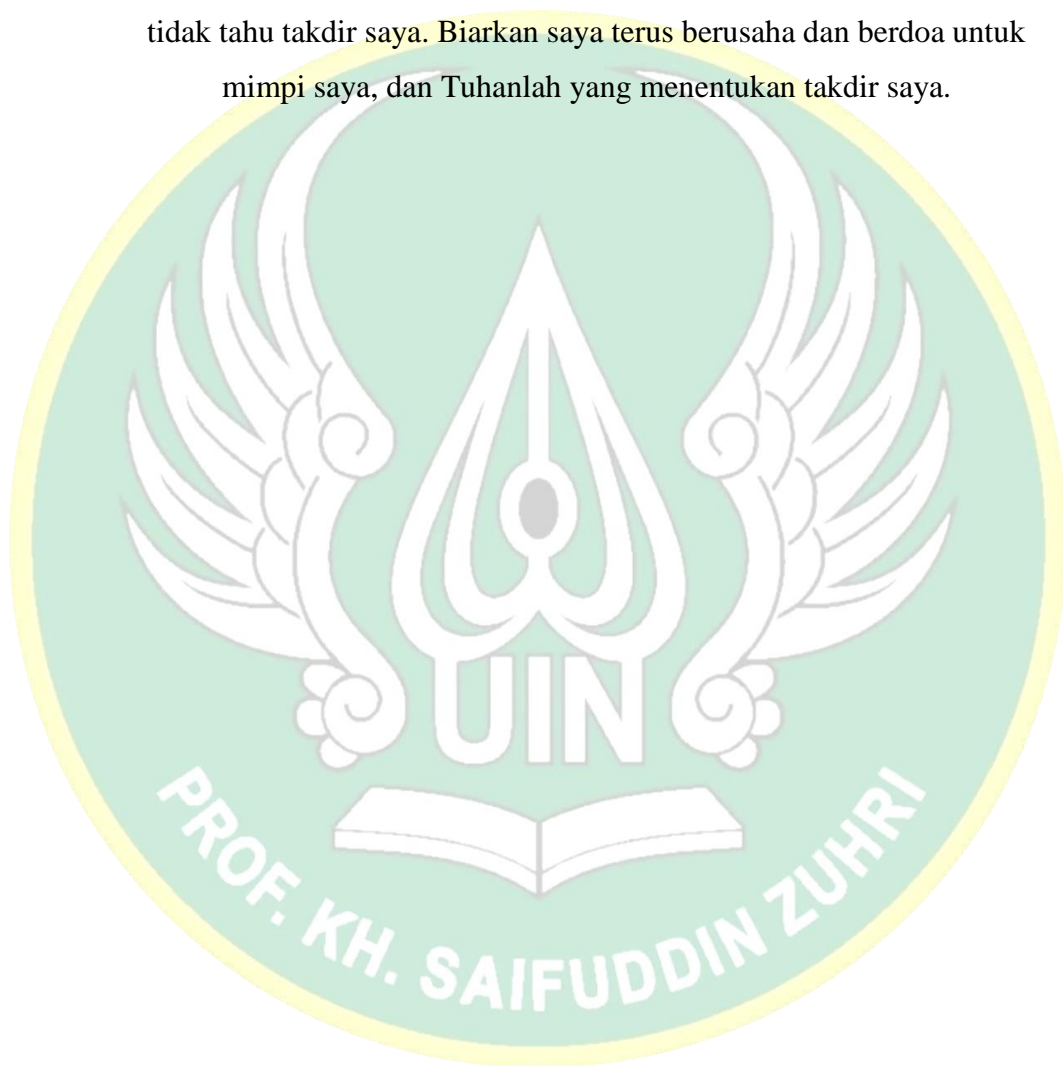 tidak tahu takdir saya. Biarkan saya terus berusaha dan berdoa untuk
mimpi saya, dan Tuhanlah yang menentukan takdir saya.
UIN
PROF. KH. SAIFUDDIN ZUHRI